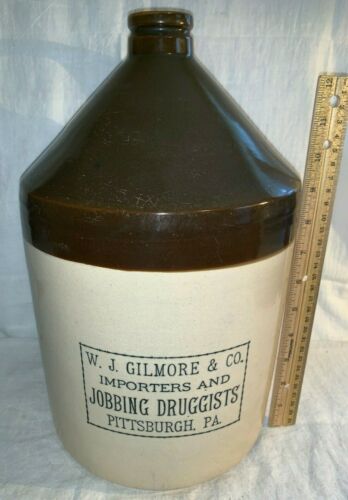 W. J. GILMORE & CO.
IMPORTERS AND
JOBBING DRUGGISTS
PITTSBURGH, PA.